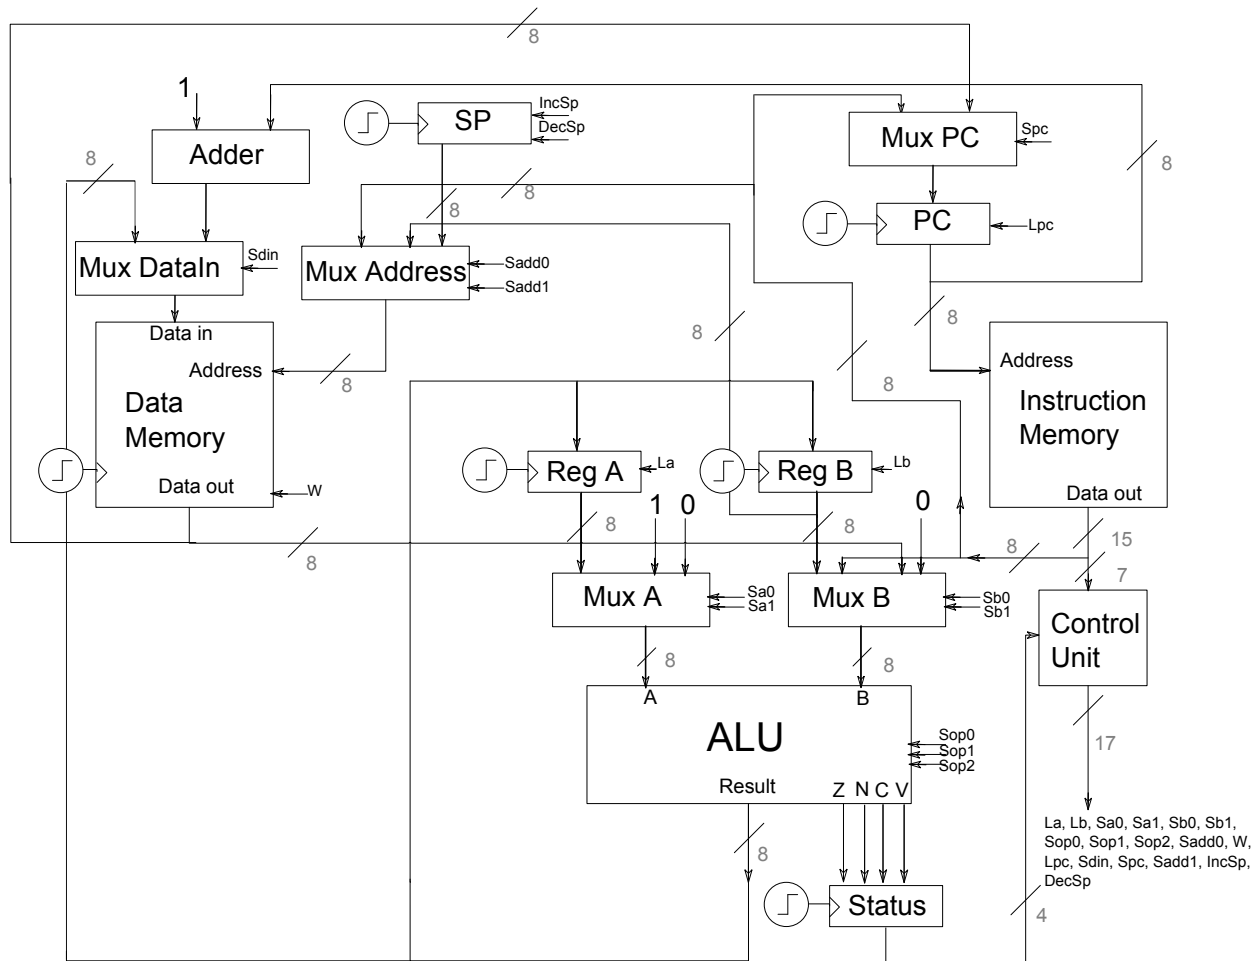 8
1
IncSp
SP
DecSp
Mux PC
Spc
Adder
8
8
8
8
PC
Lpc
Sdin
Mux DataIn
Mux Address
Sadd0
Sadd1
8
8
Data in
Address
Address
8
8
Data
Memory
Instruction
Memory
Reg A
La
Reg B
Lb
Data out
W
Data out
1 0
0
8
8
8
8
15
7
Mux A
Sa0
Sa1
Mux B
Sb0
Sb1
Control
Unit
8
8
A
B
ALU
Sop0
Sop1
Sop2
17
Result
Z N C V
La, Lb, Sa0, Sa1, Sb0, Sb1,
Sop0, Sop1, Sop2, Sadd0, W,
Lpc, Sdin, Spc, Sadd1, IncSp,
DecSp
8
Status
4